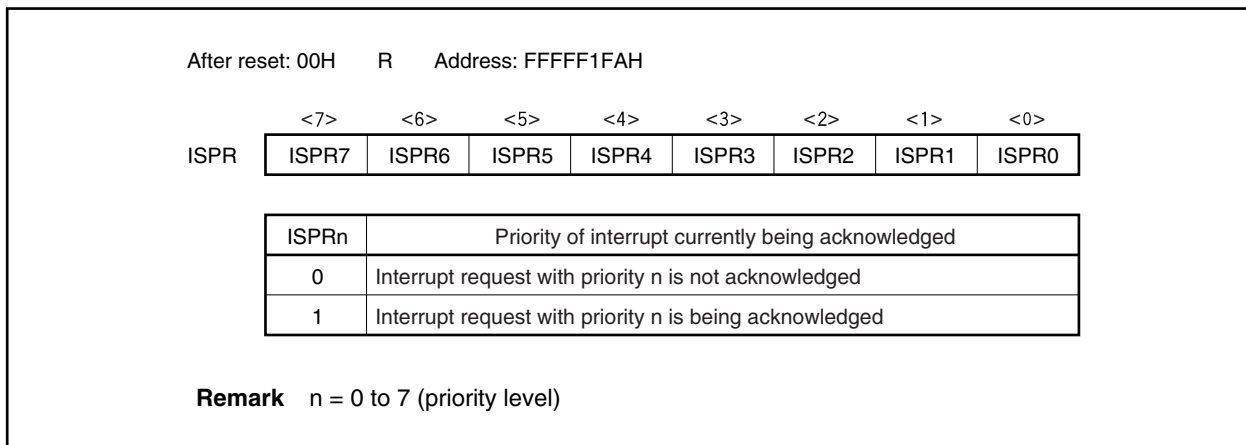 After reset: 00H R Address: FFFFF1FAH
<7> <6> <5> <4> <3> <2> <1> <0>
ISPR ISPR7 ISPR6 ISPR5 ISPR4 ISPR3 ISPR2 ISPR1 ISPR0
ISPRn Priority of interrupt currently being acknowledged
0 Interrupt request with priority n is not acknowledged
1 Interrupt request with priority n is being acknowledged
Remark n = 0 to 7 (priority level)